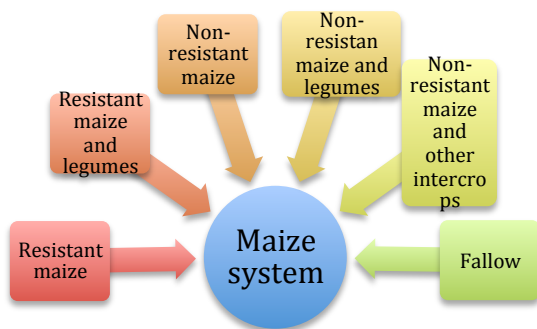 Resistant
maize
Resistant
maize
and
legumes
Non-
resistant
maize
Non-
resistan
maize and
legumes
Non-
resistant
maize
and
other
intercro
ps
Fallow
Maize
system